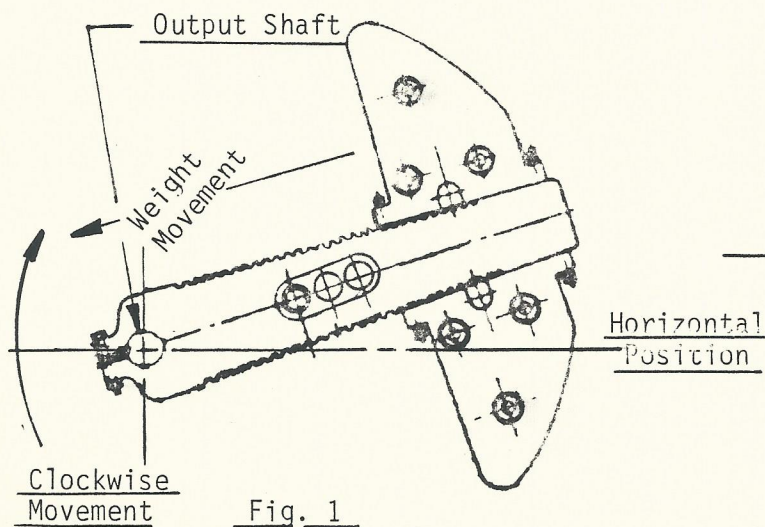 Output Shaft
Weight
Movement
Horizontal
Position
Clockwise
Movement
Fig. 1